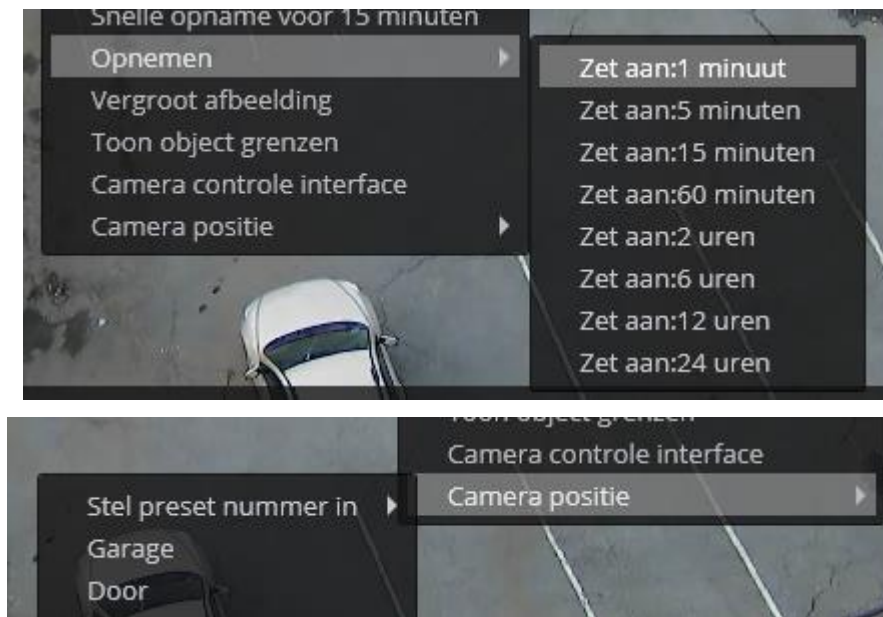 Snelle opname voor 15 minuten
Opnemen
Vergroot afbeelding
Toon object grenzen
Camera controle interface
Camera positie
Zet aan:1 minuut
Zet aan:5 minuten
Zet aan:15 minuten
Zet aan:60 minuten
Zet aan:2 uren
Zet aan:6 uren
Zet aan:12 uren
Zet aan:24 uren
Toon object grenzen
Camera controle interface
Camera positie
Stel preset nummer in
Garage
Door